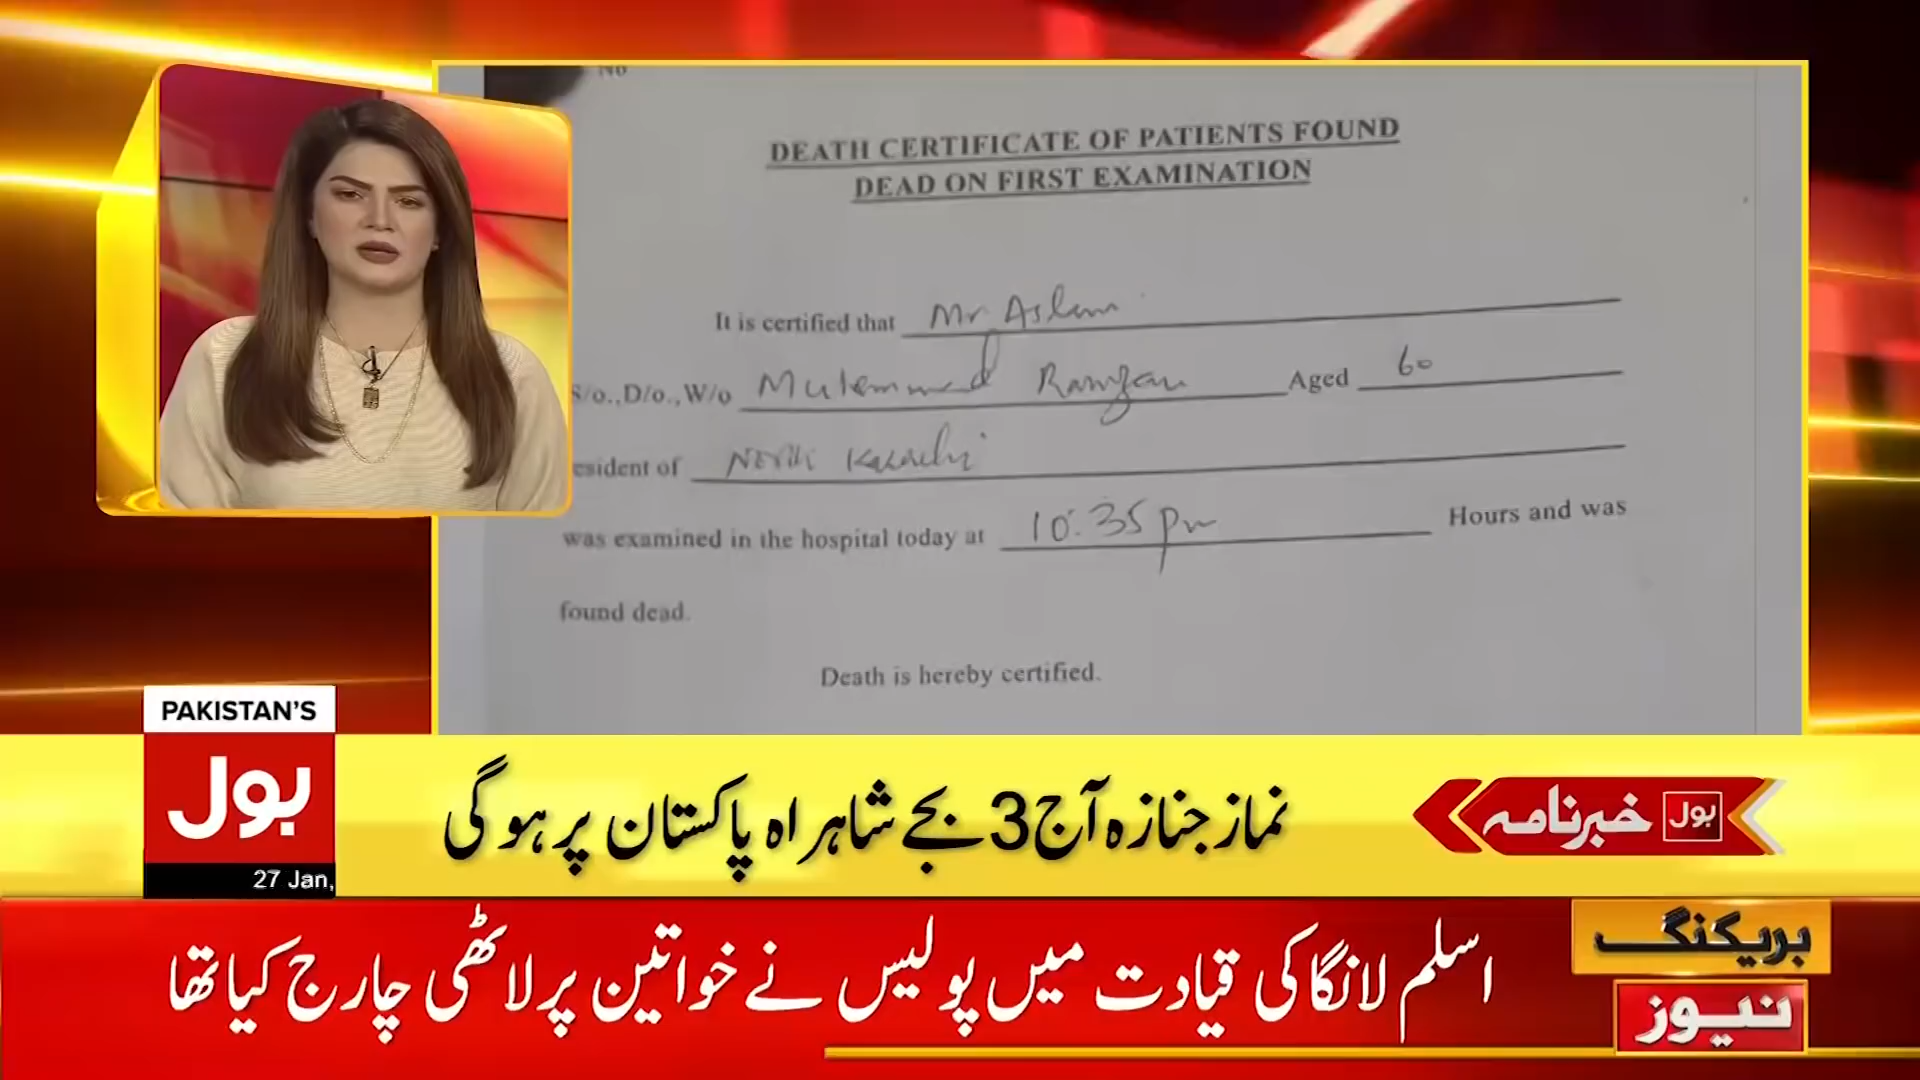 No
DEATH CERTIFICATE OF PATIENTS FOUND
DEAD ON FIRST EXAMINATION
It is certified that Mr Aslam
S/o.,D/o.,W/o Muhammad Ramzan Aged 60
esident of North Karachi
was examined in the hospital today at 10:35 pm Hours and was
found dead.
Death is hereby certified.
PAKISTAN'S
بول
27 Jan,
نماز جنازہ آج 3 بجے شاہراہ پاکستان پر ہوگی
بول خبرنامہ
اسلم لانگا کی قیادت میں پولیس نے خواتین پر لاٹھی چارج کیا تھا
بریکنگ
نیوز